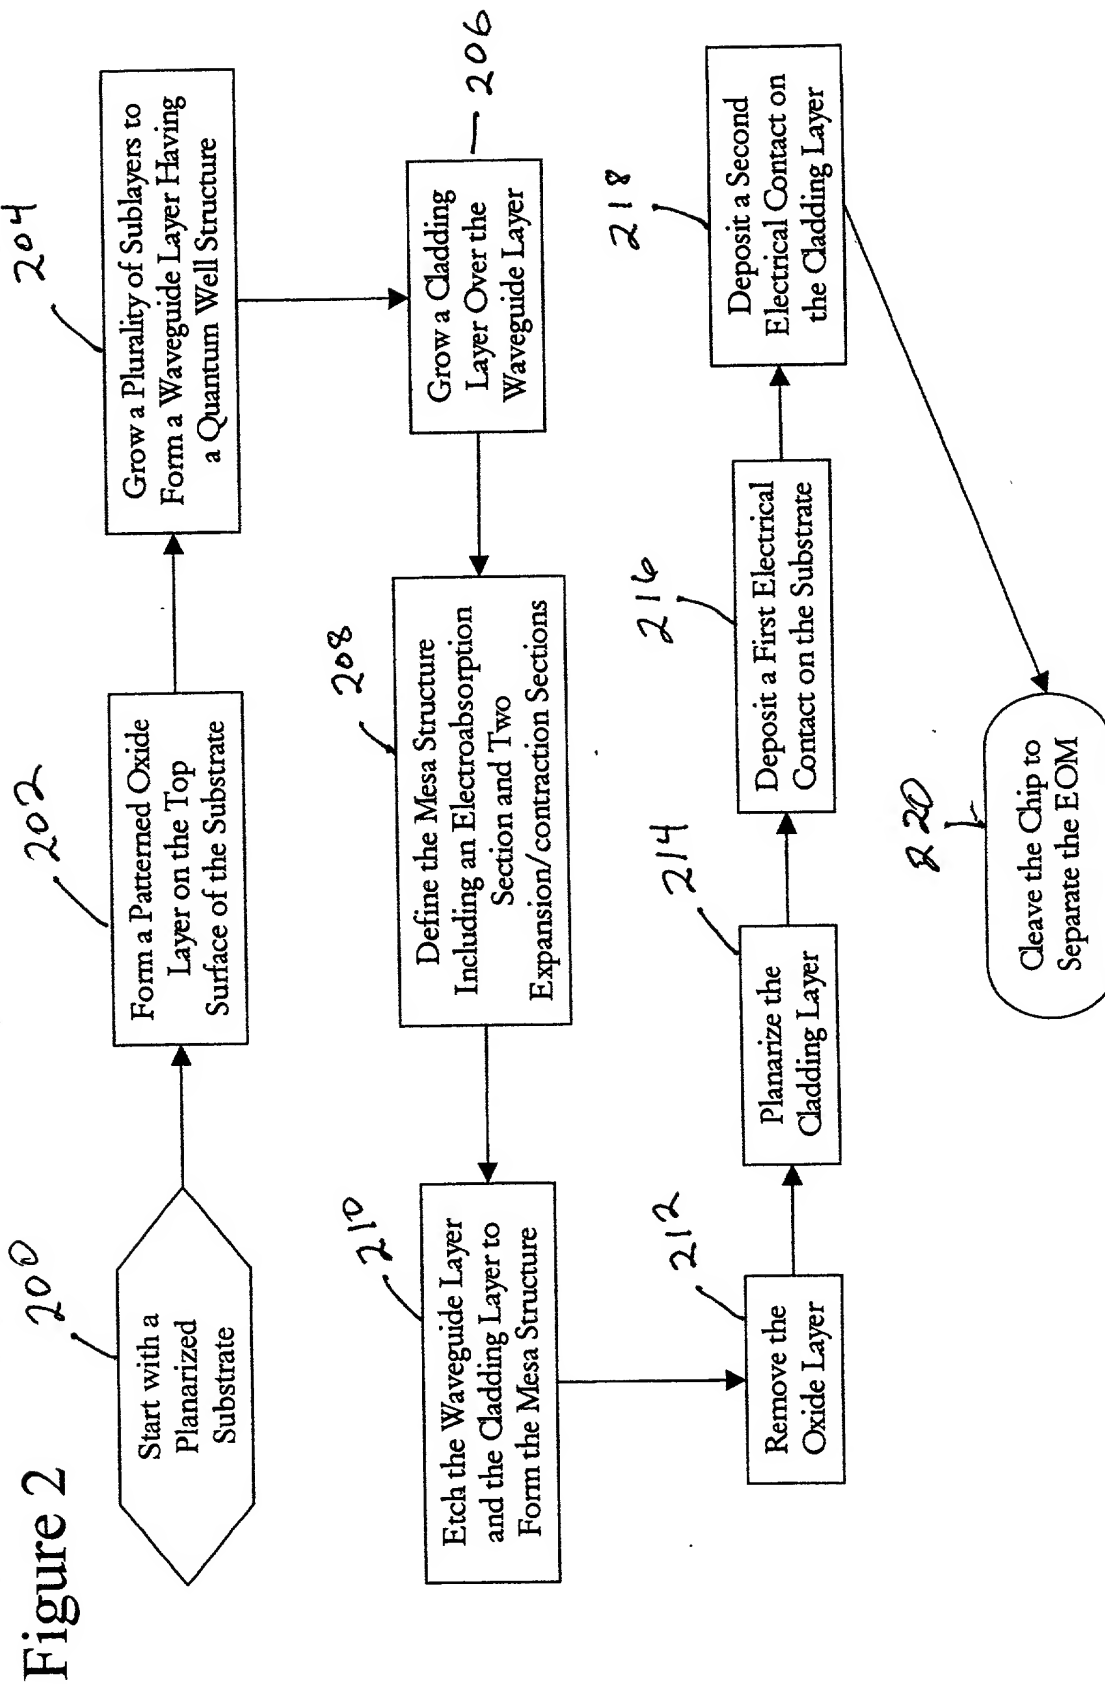 Figure 2
200
Start with a
Planarized
Substrate
202
Form a Patterned Oxide
Layer on the Top
Surface of the Substrate
204
Grow a Plurality of Sublayers to
Form a Waveguide Layer Having
a Quantum Well Structure
206
Grow a Cladding
Layer Over the
Waveguide Layer
208
Define the Mesa Structure
Including an Electroabsorption
Section and Two
Expansion/contraction Sections
210
Etch the Waveguide Layer
and the Cladding Layer to
Form the Mesa Structure
212
Remove the
Oxide Layer
214
Planarize the
Cladding Layer
216
Deposit a First Electrical
Contact on the Substrate
218
Deposit a Second
Electrical Contact on
the Cladding Layer
220
Cleave the Chip to
Separate the EOM